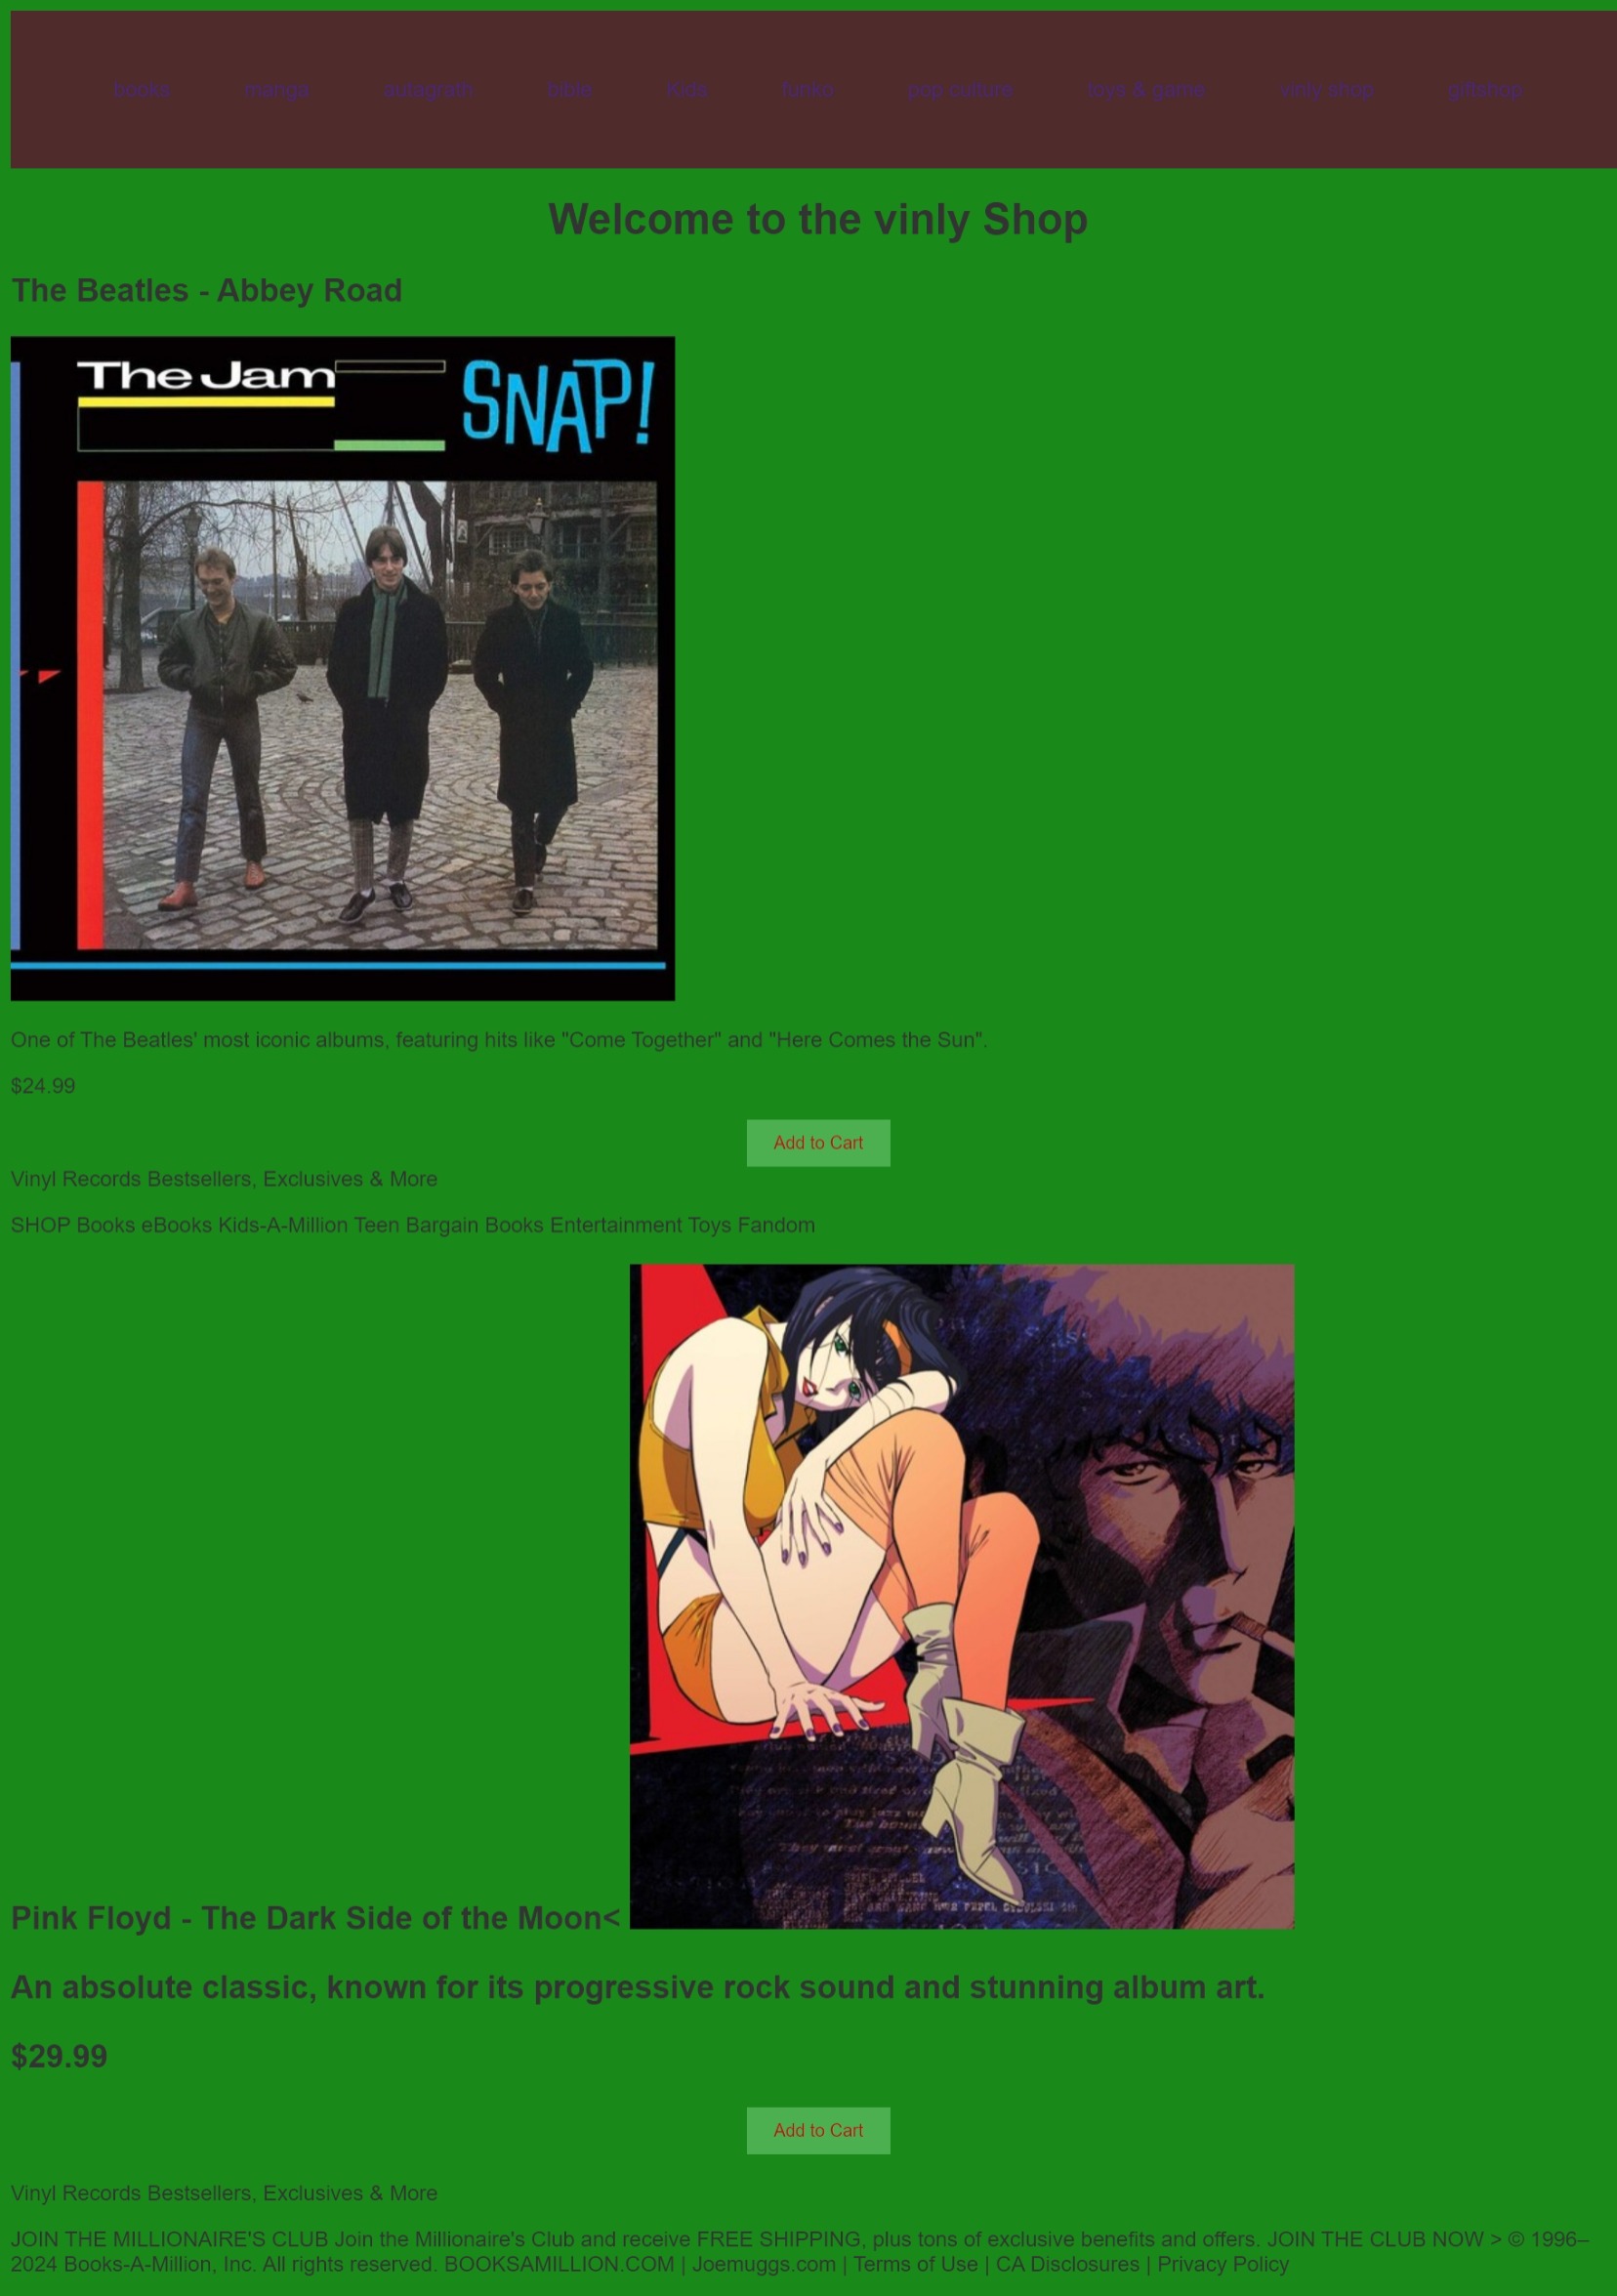 books manga autagrath bible Kids funko pop culture toys & game vinly shop giftshop
Welcome to the vinly Shop
The Beatles - Abbey Road
The Jam SNAP!
One of The Beatles' most iconic albums, featuring hits like "Come Together" and "Here Comes the Sun".
$24.99
Add to Cart
Vinyl Records Bestsellers, Exclusives & More
SHOP Books eBooks Kids-A-Million Teen Bargain Books Entertainment Toys Fandom
Pink Floyd - The Dark Side of the Moon<
An absolute classic, known for its progressive rock sound and stunning album art.
$29.99
Add to Cart
Vinyl Records Bestsellers, Exclusives & More
JOIN THE MILLIONAIRE'S CLUB Join the Millionaire's Club and receive FREE SHIPPING, plus tons of exclusive benefits and offers. JOIN THE CLUB NOW > © 1996–
2024 Books-A-Million, Inc. All rights reserved. BOOKSAMILLION.COM | Joemuggs.com | Terms of Use | CA Disclosures | Privacy Policy